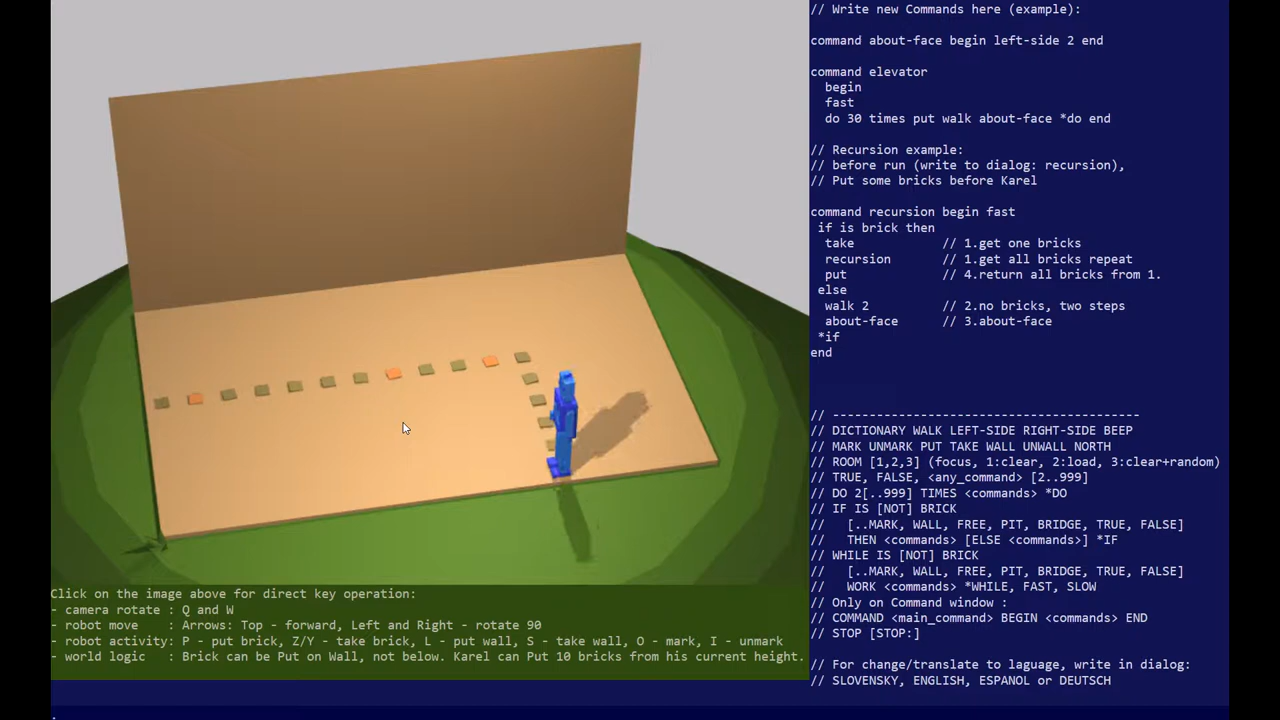 // Write new Commands here (example):
command about-face begin left-side 2 end
command elevator
begin
fast
do 30 times put walk about-face *do end
// Recursion example:
// before run (write to dialog: recursion),
// Put some bricks before Karel
command recursion begin fast
if is brick then
take // 1.get one bricks
recursion // 1.get all bricks repeat
put // 4.return all bricks from 1.
else
walk 2 // 2.no bricks, two steps
about-face // 3.about-face
*if
end
// ----------------------------------------
// DICTIONARY WALK LEFT-SIDE RIGHT-SIDE BEEP
// MARK UNMARK PUT TAKE WALL UNWALL NORTH
// ROOM [1,2,3] (focus, 1:clear, 2:load, 3:clear+random)
// TRUE, FALSE, <any_command> [2..999]
// DO 2[..999] TIMES <commands> *DO
// IF IS [NOT] BRICK
// [..MARK, WALL, FREE, PIT, BRIDGE, TRUE, FALSE]
// THEN <commands> [ELSE <commands>] *IF
// WHILE IS [NOT] BRICK
// [..MARK, WALL, FREE, PIT, BRIDGE, TRUE, FALSE]
// WORK <commands> *WHILE, FAST, SLOW
// Only on Command window :
// COMMAND <main_command> BEGIN <commands> END
// STOP [STOP:]
// For change/translate to laguage, write in dialog:
// SLOVENSKY, ENGLISH, ESPANOL or DEUTSCH
Click on the image above for direct key operation:
- camera rotate : Q and W
- robot move : Arrows: Top - forward, Left and Right - rotate 90
- robot activity: P - put brick, Z/Y - take brick, L - put wall, S - take wall, O - mark, I - unmark
- world logic : Brick can be Put on Wall, not below. Karel can Put 10 bricks from his current height.